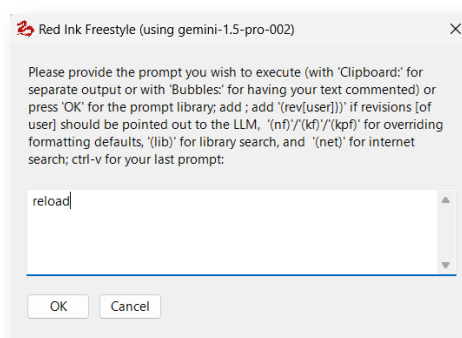 Red Ink Freestyle (using gemini-1.5-pro-002)
Please provide the prompt you wish to execute (with 'Clipboard:' for
separate output or with 'Bubbles:' for having your text commented) or
press 'OK' for the prompt library; add ; add '(rev[user]})' if revisions [of
user] should be pointed out to the LLM,  '(nf)'/'(kf)'/'(kpf)' for overriding
formatting defaults, '(lib)' for library search, and  '(net)' for internet
search; ctrl-v for your last prompt:
reload
OK Cancel